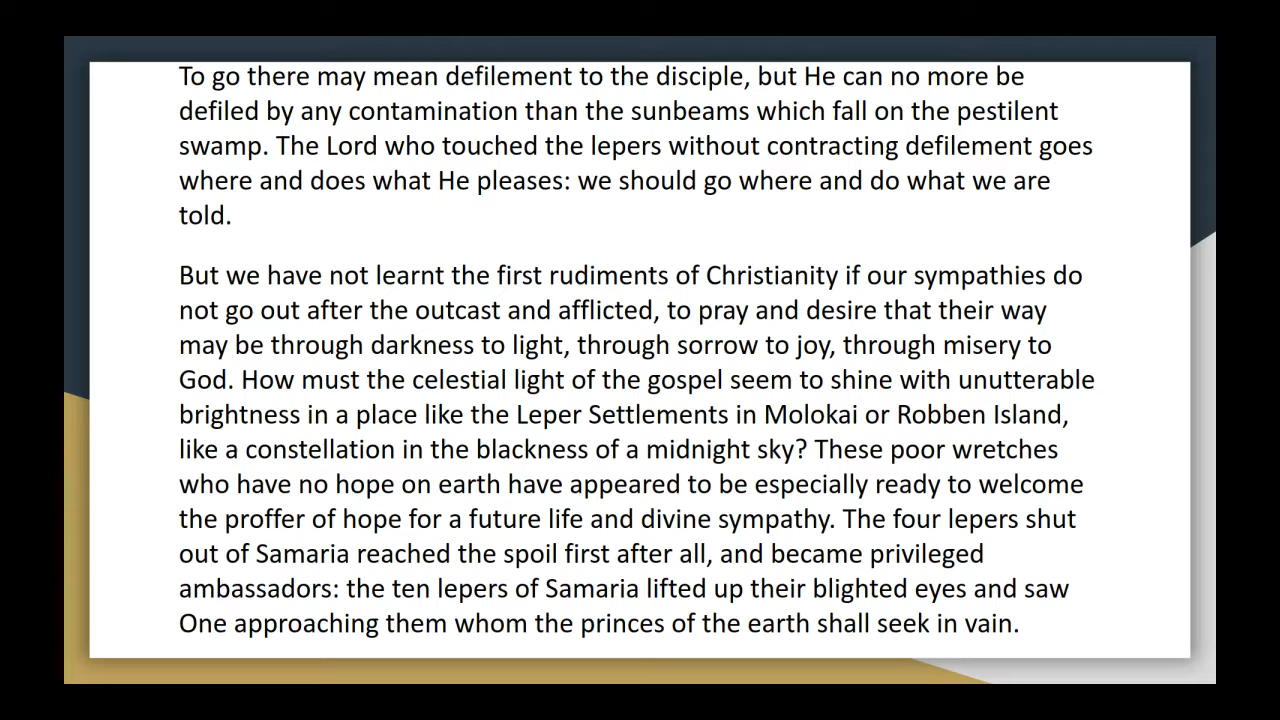 To go there may mean defilement to the disciple, but He can no more be
defiled by any contamination than the sunbeams which fall on the pestilent
swamp. The Lord who touched the lepers without contracting defilement goes
where and does what He pleases: we should go where and do what we are
told.
But we have not learnt the first rudiments of Christianity if our sympathies do
not go out after the outcast and afflicted, to pray and desire that their way
may be through darkness to light, through sorrow to joy, through misery to
God. How must the celestial light of the gospel seem to shine with unutterable
brightness in a place like the Leper Settlements in Molokai or Robben Island,
like a constellation in the blackness of a midnight sky? These poor wretches
who have no hope on earth have appeared to be especially ready to welcome
the proffer of hope for a future life and divine sympathy. The four lepers shut
out of Samaria reached the spoil first after all, and became privileged
ambassadors: the ten lepers of Samaria lifted up their blighted eyes and saw
One approaching them whom the princes of the earth shall seek in vain.